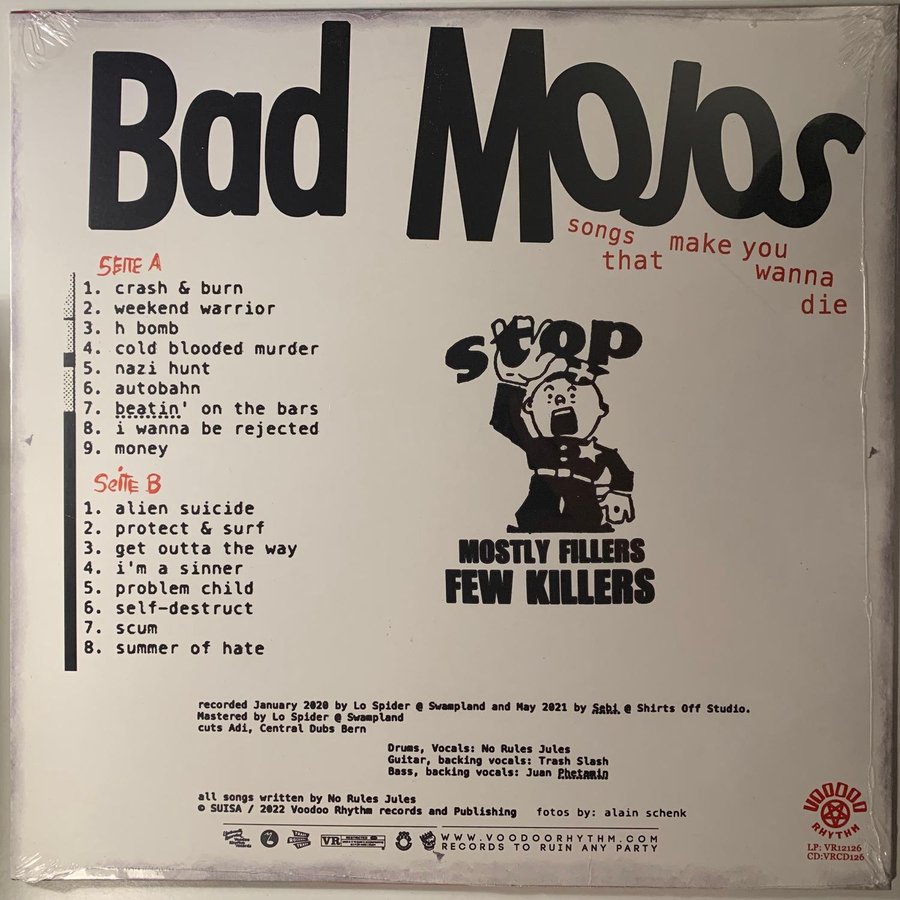 Bad Mojos
songs that make you wanna die
SEITE A
1. crash & burn
2. weekend warrior
3. h bomb
4. cold blooded murder
5. nazi hunt
6. autobahn
7. beatin' on the bars
8. i wanna be rejected
9. money
SeitE B
1. alien suicide
2. protect & surf
3. get outta the way
4. i'm a sinner
5. problem child
6. self-destruct
7. scum
8. summer of hate
stop
MOSTLY FILLERS
FEW KILLERS
recorded January 2020 by Lo Spider @ Swampland and May 2021 by Sebi @ Shirts Off Studio.
Mastered by Lo Spider @ Swampland
cuts Adi, Central Dubs Bern
Drums, Vocals: No Rules Jules
Guitar, backing vocals: Trash Slash
Bass, backing vocals: Juan Phetamin
all songs written by No Rules Jules
© SUISA / 2022 Voodoo Rhythm records and Publishing fotos by: alain schenk
VR
WWW.VOODOORHYTHM.COM
RECORDS TO RUIN ANY PARTY
VOODOO
RHYTHM
LP: VR12126
CD:VRCD126